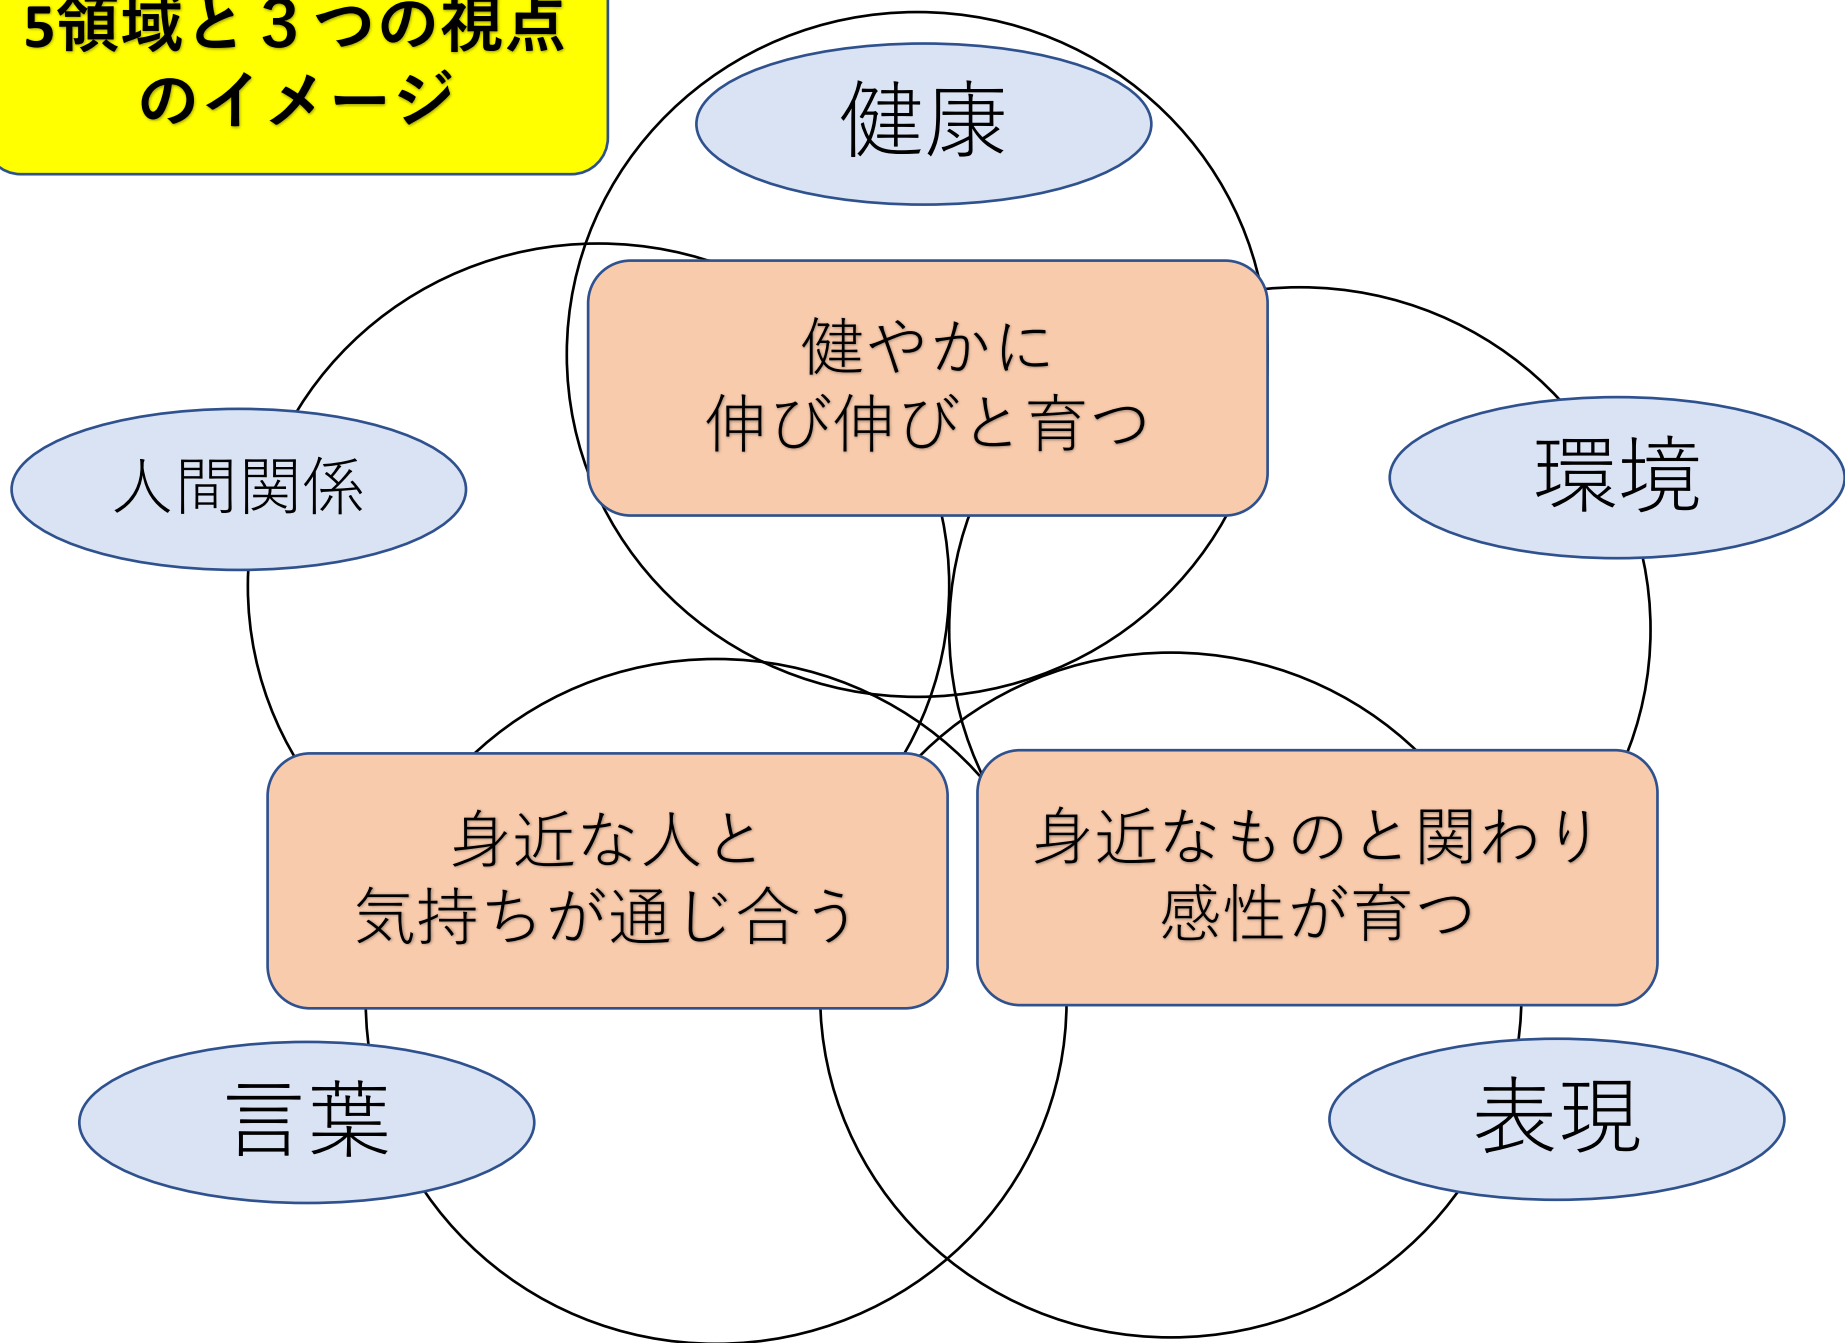 5領域と３つの視点
のイメージ
健康
健やかに
伸び伸びと育つ
人間関係
環境
身近な人と
気持ちが通じ合う
身近なものと関わり
感性が育つ
言葉
表現